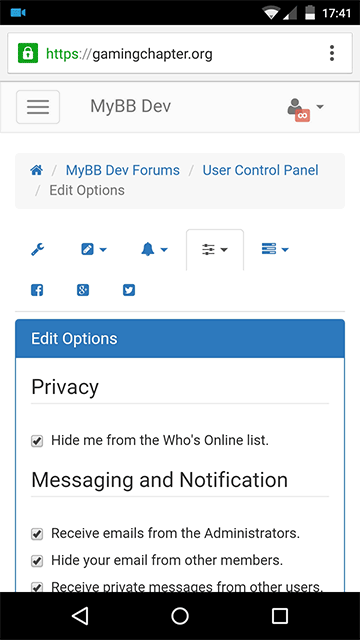 17:41
https://gamingchapter.org
MyBB Dev
/ MyBB Dev Forums / User Control Panel
/ Edit Options
Edit Options
Privacy
Hide me from the Who's Online list.
Messaging and Notification
Receive emails from the Administrators.
Hide your email from other members.
Receive private messages from other users.